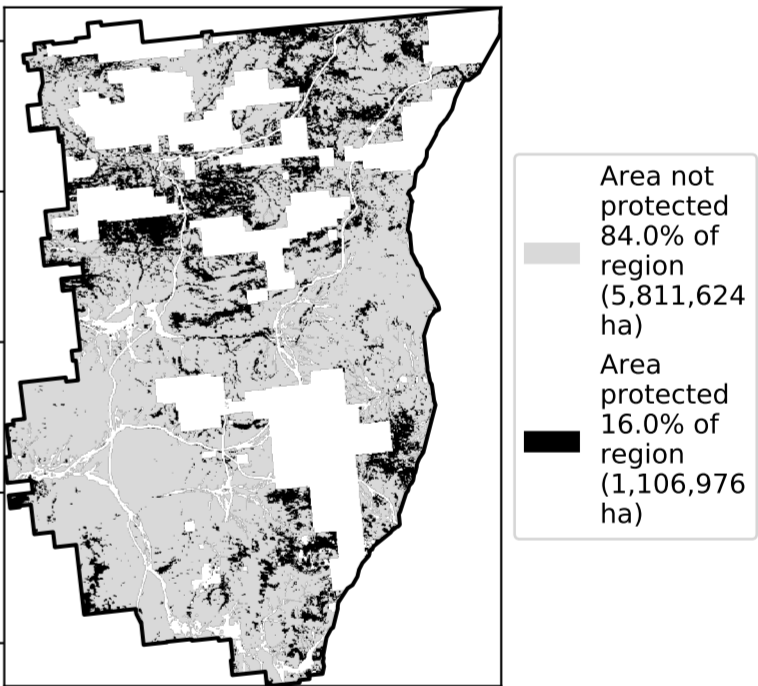 Area not
protected
84.0% of
region
(5,811,624
ha)
Area
protected
16.0% of
region
(1,106,976
ha)